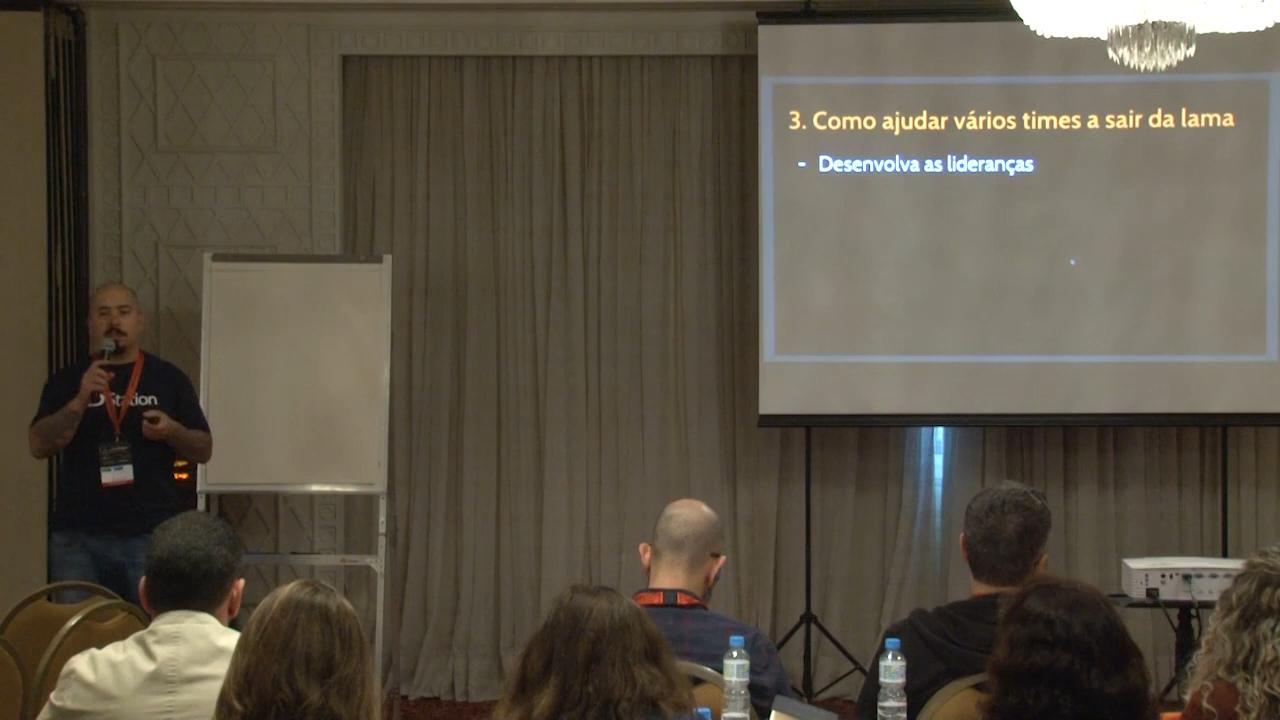 3. Como ajudar vários times a sair da lama
- Desenvolva as lideranças
Station